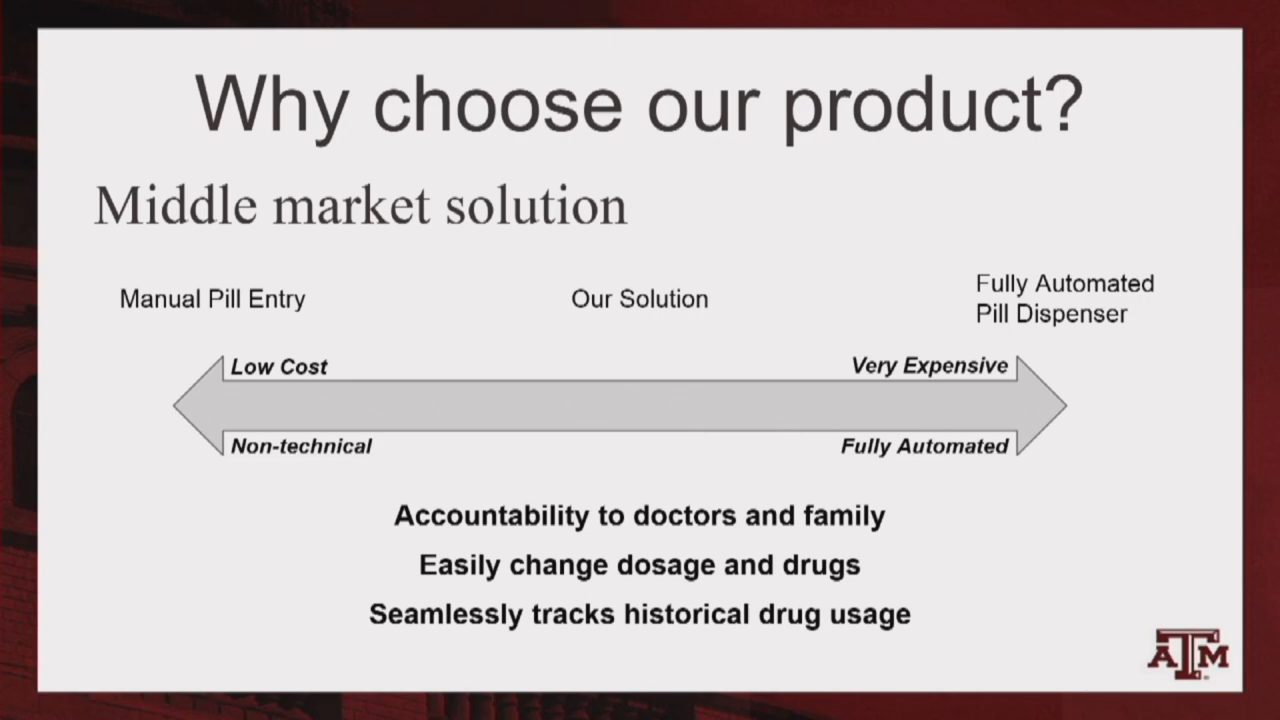 Why choose our product?
Middle market solution
Manual Pill Entry
Our Solution
Fully Automated
Pill Dispenser
Low Cost
Very Expensive
Non-technical
Fully Automated
Accountability to doctors and family
Easily change dosage and drugs
Seamlessly tracks historical drug usage
ATM